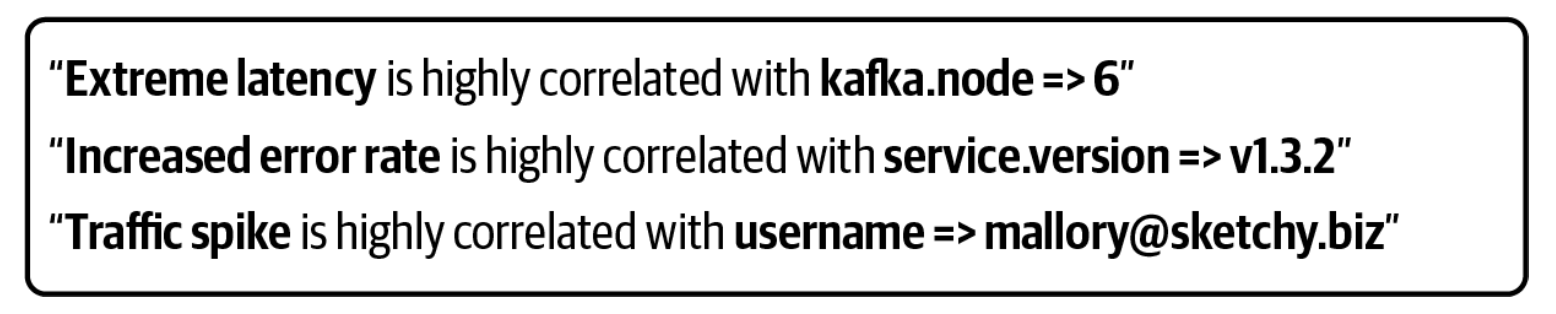 “Extreme latency is highly correlated with kafka.node => 6”
“Increased error rate is highly correlated with service.version => v1.3.2”
“Traffic spike is highly correlated with username => mallory@sketchy.biz”